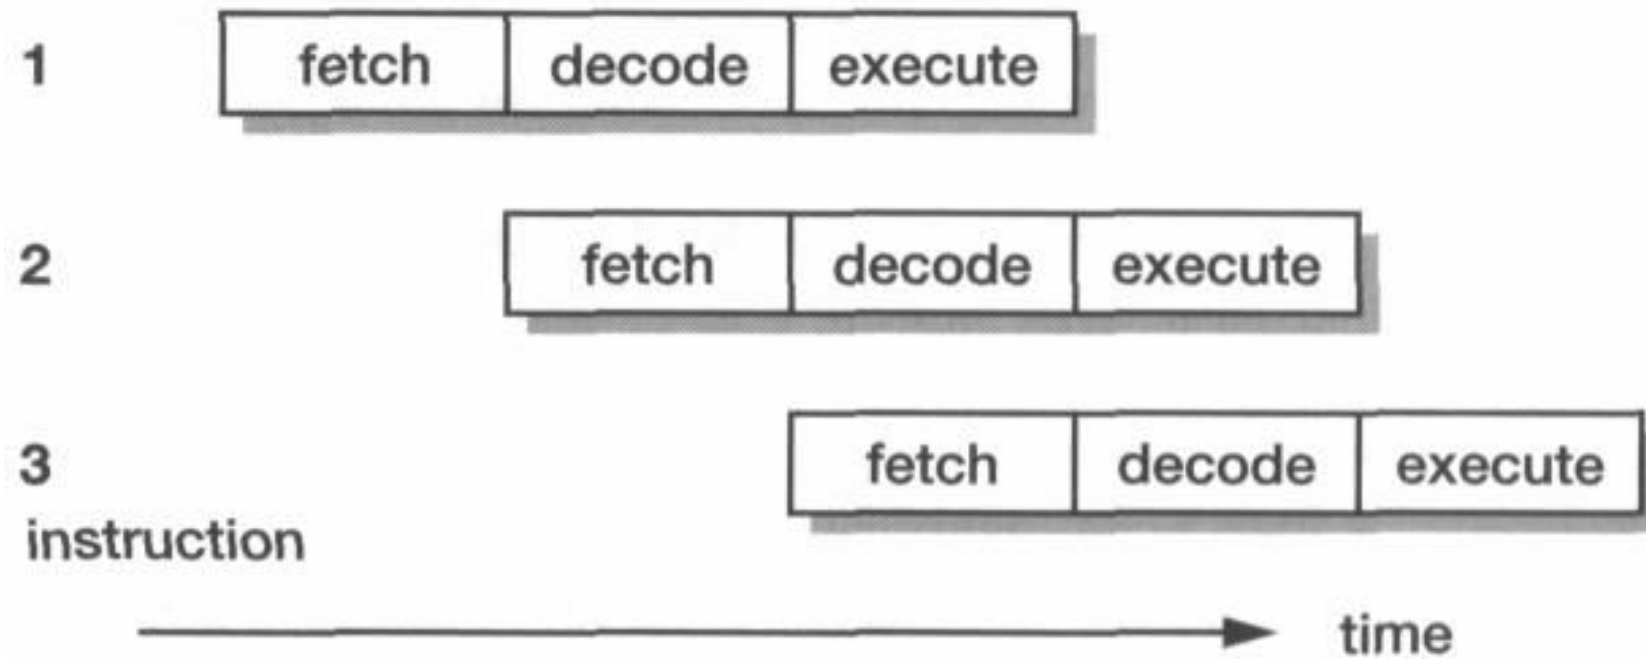 1 fetch decode execute
2 fetch decode execute
3 fetch decode execute
instruction
time